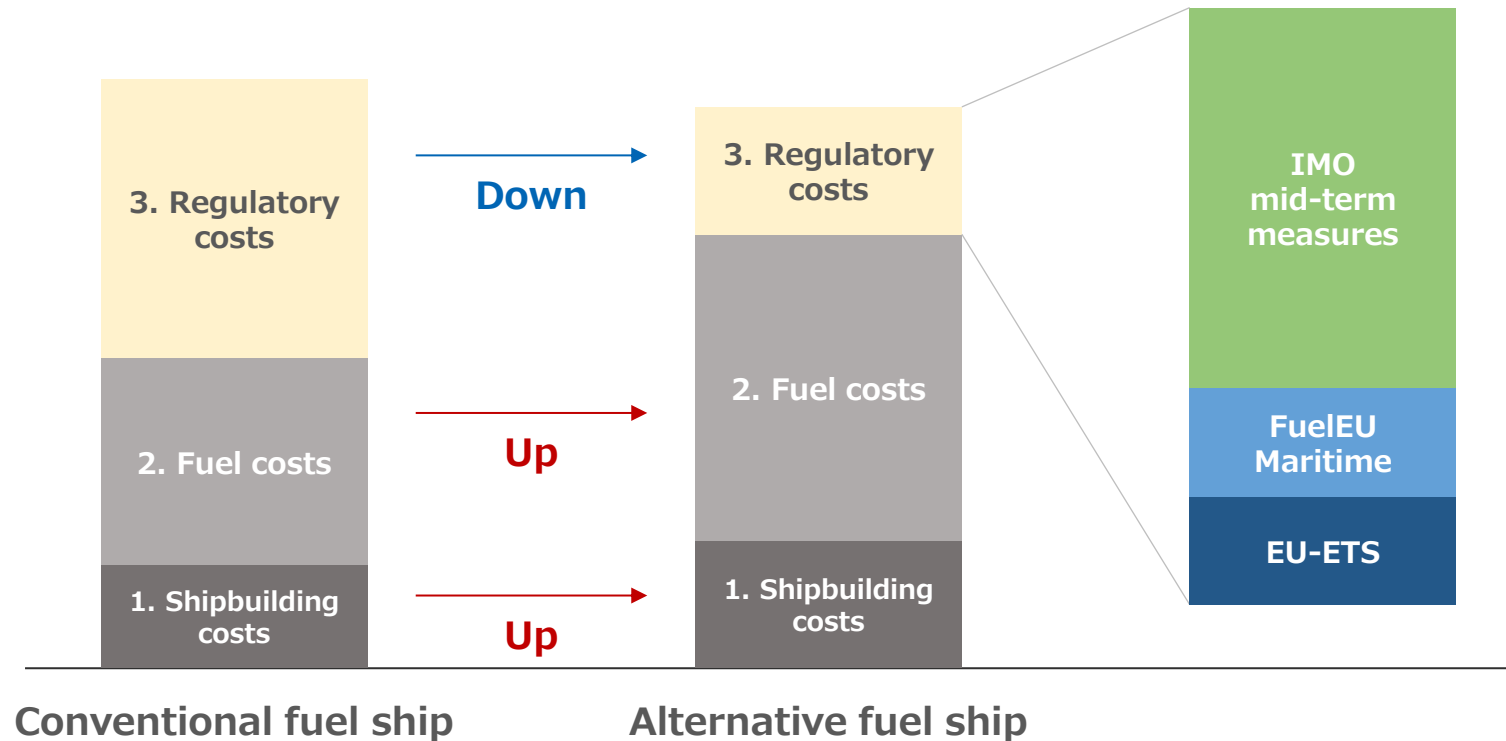 3. Regulatory
costs
2. Fuel costs
1. Shipbuilding
costs
Down
Up
Up
3. Regulatory
costs
2. Fuel costs
1. Shipbuilding
costs
IMO
mid-term
measures
FuelEU
Maritime
EU-ETS
Conventional fuel ship
Alternative fuel ship